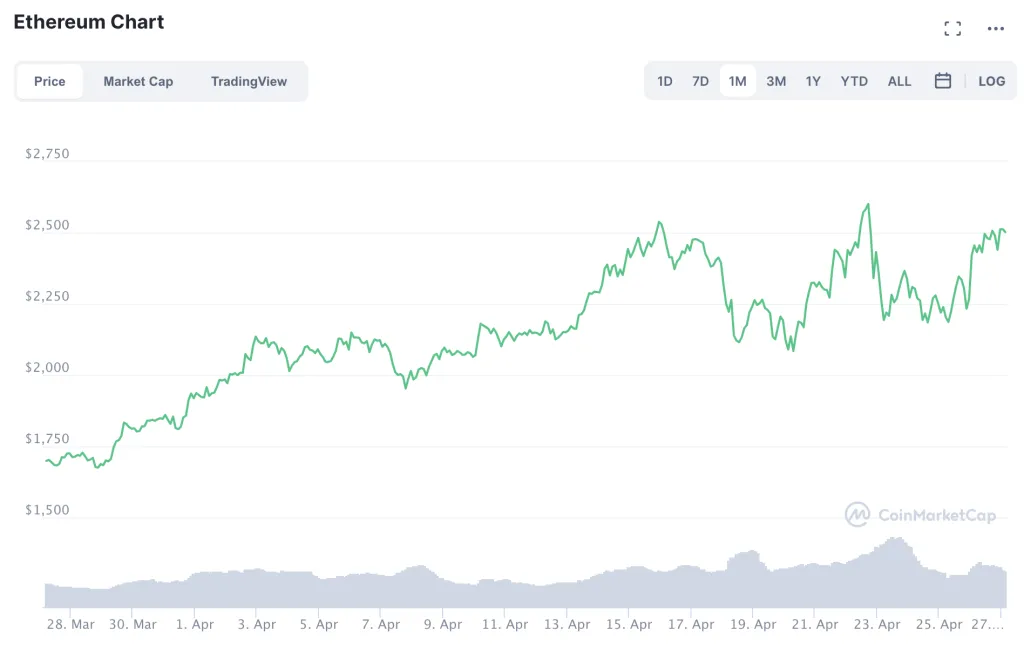 Ethereum Chart
Price Market Cap TradingView
1D 7D 1M 3M 1Y YTD ALL LOG
$2,750
$2,500
$2,250
$2,000
$1,750
$1,500
CoinMarketCap
28. Mar 30. Mar 1. Apr 3. Apr 5. Apr 7. Apr 9. Apr 11. Apr 13. Apr 15. Apr 17. Apr 19. Apr 21. Apr 23. Apr 25. Apr 27....